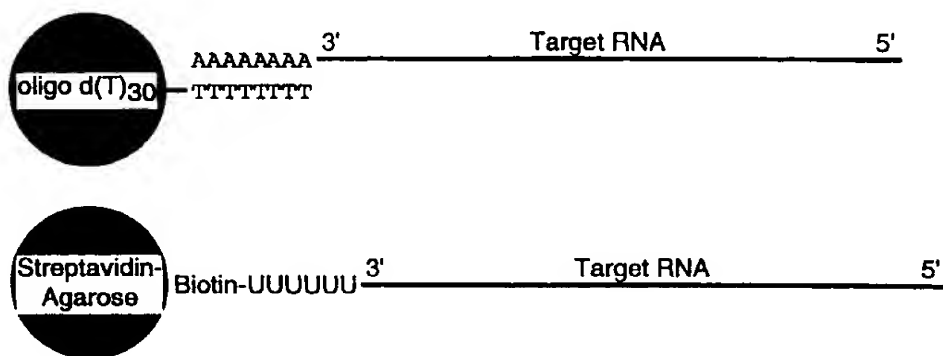 3' Target RNA 5'
AAAAAAAA
oligo d(T)30
TTTTTTTT
3' Target RNA 5'
Streptavidin-
Agarose
Biotin-UUUUUU